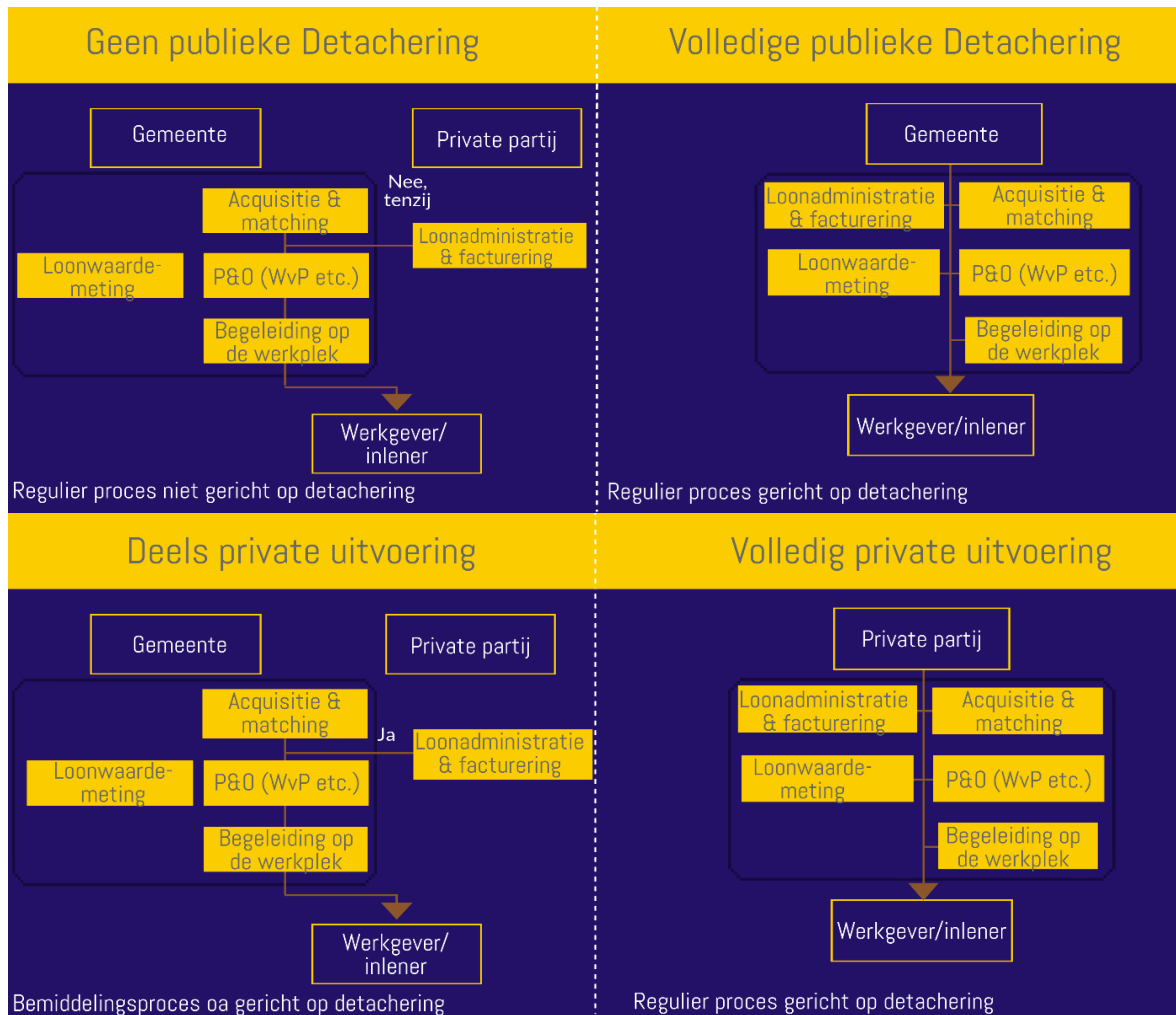 Geen publieke Detachering
Gemeente
Private partij
Nee,
tenzij
Acquisitie &
matching
Loonadministratie
& facturering
Loonwaarde-
meting
P&O (WvP etc.)
Begeleiding op
de werkplek
Werkgever/
inlener
Regulier proces niet gericht op detachering
Volledige publieke Detachering
Gemeente
Loonadministratie
& facturering
Acquisitie &
matching
Loonwaarde-
meting
P&O (WvP etc.)
Begeleiding op
de werkplek
Werkgever/inlener
Regulier proces gericht op detachering
Deels private uitvoering
Gemeente
Private partij
Acquisitie &
matching
Ja
Loonadministratie
& facturering
Loonwaarde-
meting
P&O (WvP etc.)
Begeleiding op
de werkplek
Werkgever/
inlener
Bemiddelingsproces oa gericht op detachering
Volledig private uitvoering
Private partij
Loonadministratie
& facturering
Acquisitie &
matching
Loonwaarde-
meting
P&O (WvP etc.)
Begeleiding op
de werkplek
Werkgever/inlener
Regulier proces gericht op detachering